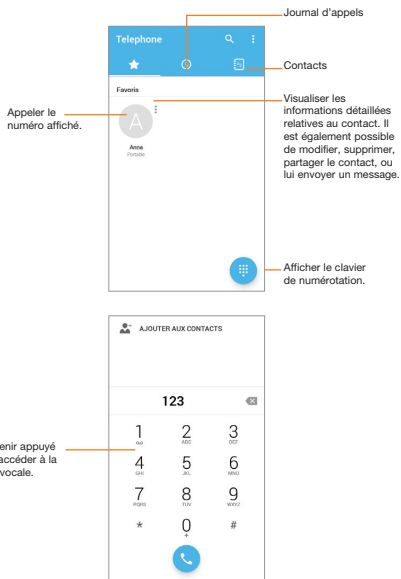 Journal d'appels
Telephone
Contacts
Favoris
Visualiser les
informations détaillées
relatives au contact. Il
est également possible
de modifier, supprimer,
partager le contact, ou
lui envoyer un message.
Appeler le
numéro affiché.
A
Anna
Portable
Afficher le clavier
de numérotation.
AJOUTER AUX CONTACTS
123
1 2 3
ABC DEF
enir appuyé
accéder à la
vocale.
4 5 6
GHI JKL MNO
7 8 9
PQRS TUV WXYZ
* 0 #
+